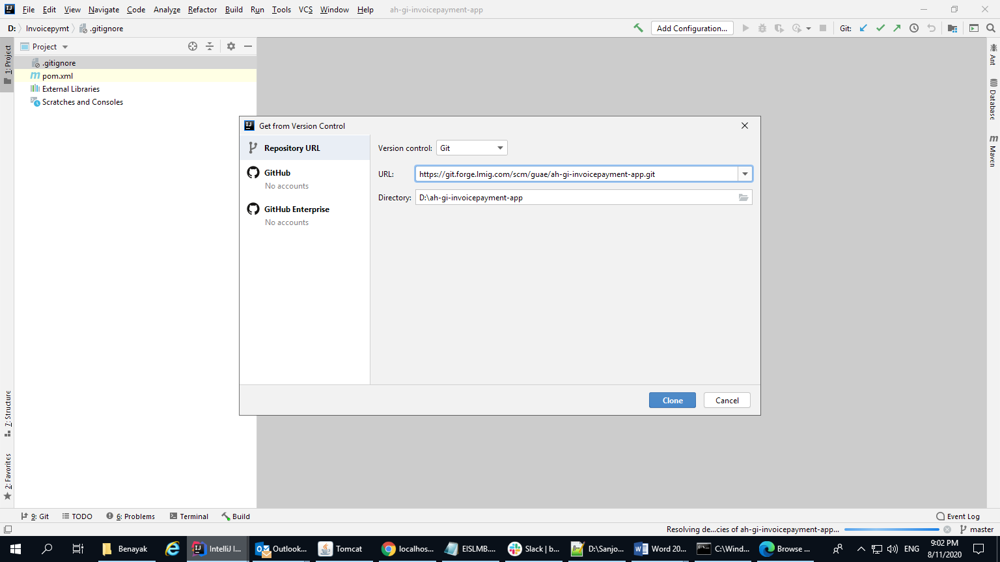 File Edit View Navigate Code Analyze Refactor Build Run Tools VCS Window Help ah-gi-invoicepayment-app
D: Invoicepymt .gitignore Add Configuration... Git:
Project
.gitignore
pom.xml
External Libraries
Scratches and Consoles
1: Project
7: Structure
2: Favorites
Ant
Database
Maven
Get from Version Control
Repository URL
GitHub
No accounts
GitHub Enterprise
No accounts
Version control: Git
URL: https://git.forge.lmig.com/scm/guae/ah-gi-invoicepayment-app.git
Directory: D:\ah-gi-invoicepayment-app
Clone Cancel
9: Git TODO 6: Problems Terminal Build Event Log
Resolving de...cies of ah-gi-invoicepayment-app... master
Benayak IntelliJ I... Outlook... Tomcat localhos... EISLMB.... Slack | b... D:\Sanjo... Word 20... C:\Wind... Browse ... ENG 9:02 PM
8/11/2020